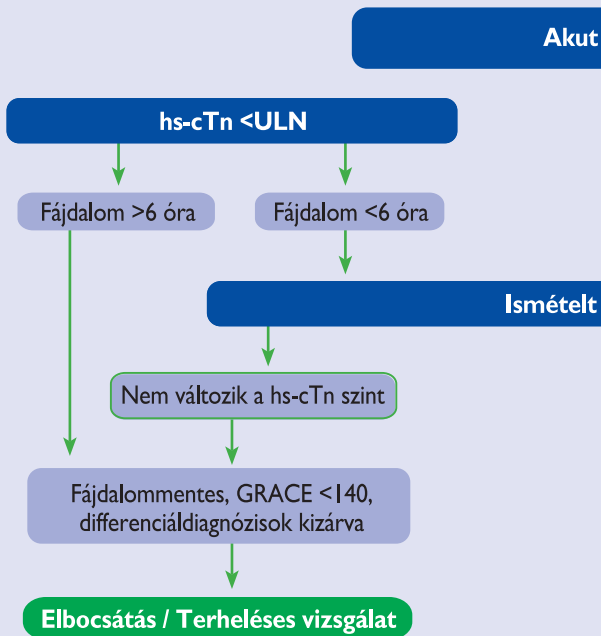 Akut
hs-cTn <ULN
Fájdalom >6 óra
Fájdalom <6 óra
Ismételt
Nem változik a hs-cTn szint
Fájdalommentes, GRACE <140,
differenciáldiagnózisok kizárva
Elbocsátás / Terheléses vizsgálat